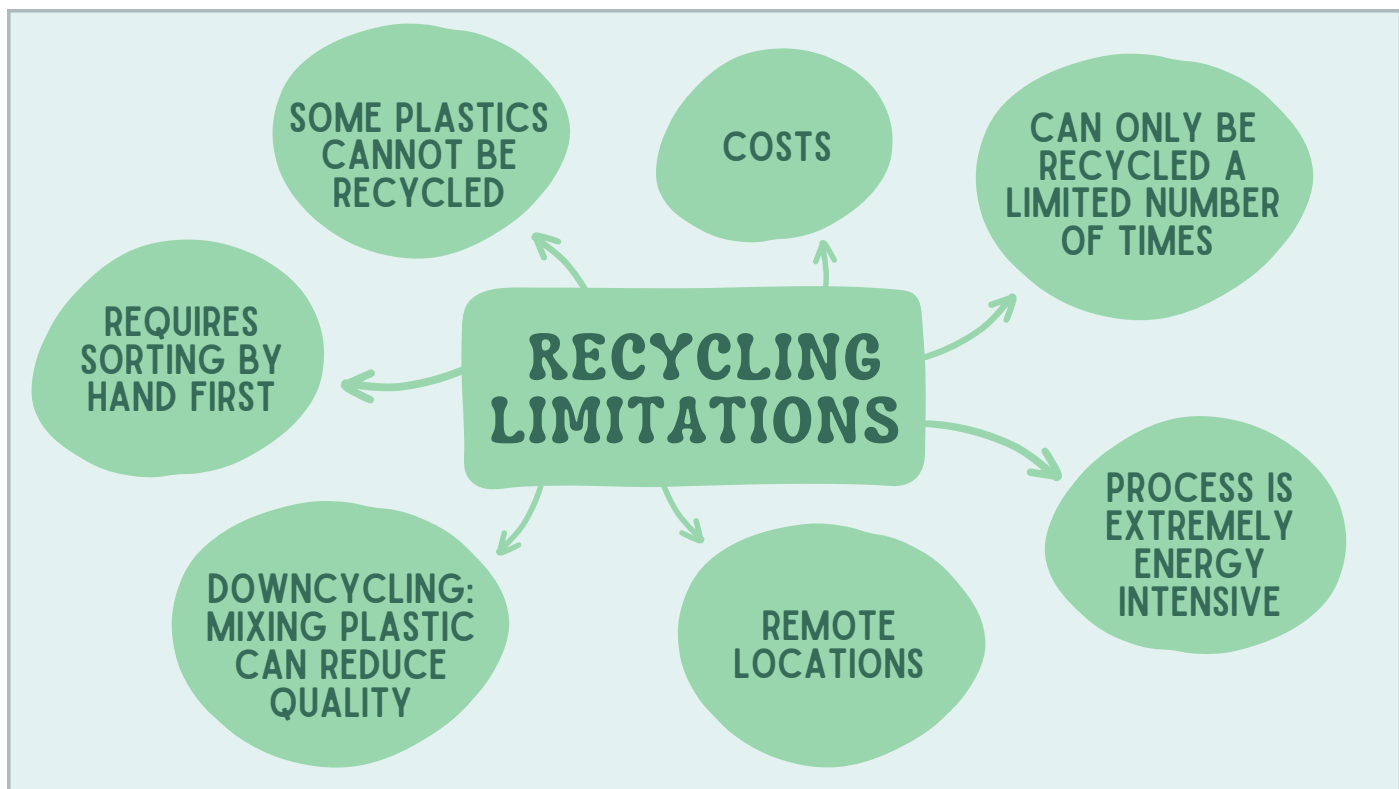 SOME PLASTICS
CANNOT BE
RECYCLED
COSTS
CAN ONLY BE
RECYCLED A
LIMITED NUMBER
OF TIMES
REQUIRES
SORTING BY
HAND FIRST
RECYCLING
LIMITATIONS
PROCESS IS
EXTREMELY
ENERGY
INTENSIVE
DOWNCYCLING:
MIXING PLASTIC
CAN REDUCE
QUALITY
REMOTE
LOCATIONS